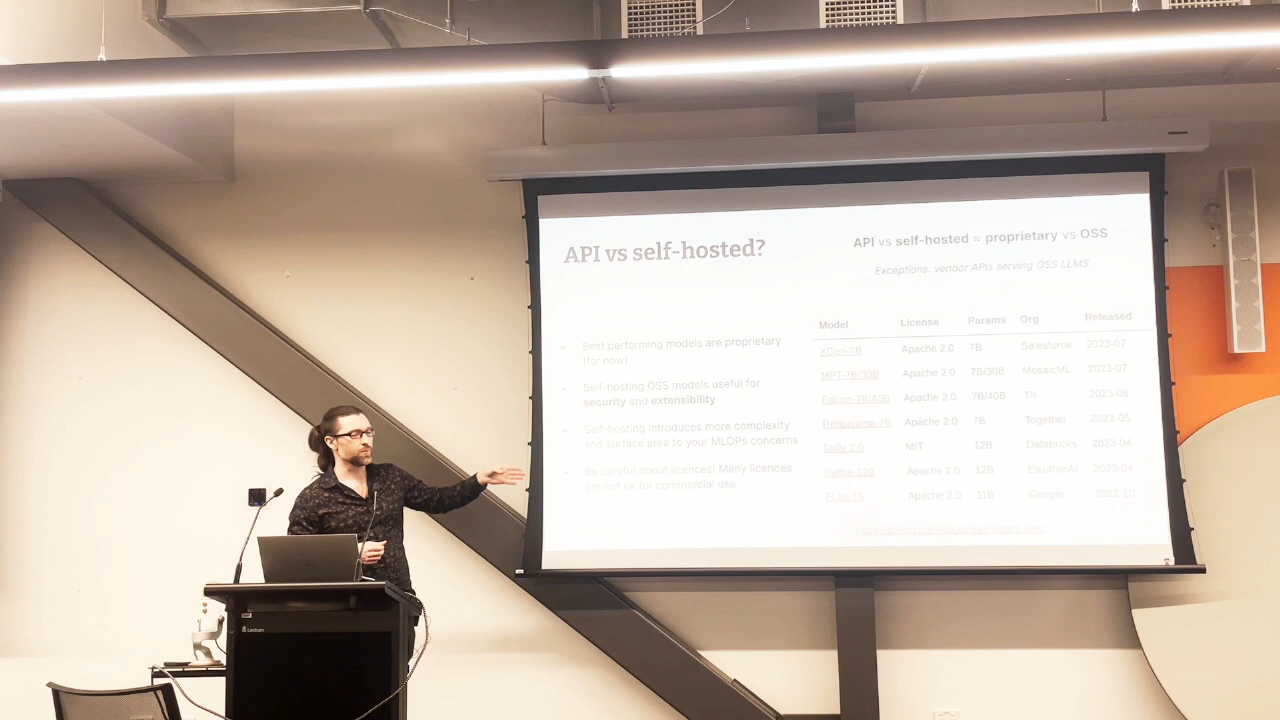 API vs self-hosted?
API vs self-hosted ≈ proprietary vs OSS
Exceptions: vendor APIs serving OSS LLMS
Best performing models are proprietary
(for now)
Self-hosting OSS models useful for
security and extensibility
Self-hosting introduces more complexity
and surface area to your MLOPs concerns
Be careful about licences! Many licences
are not ok for commercial use.
Model License Params Org Released
XGen-7B Apache 2.0 7B Salesforce 2023-07
MPT-7B/30B Apache 2.0 7B/30B MosaicML 2023-07
Falcon-7B/40B Apache 2.0 7B/40B TII 2023-06
Redpajama-7B Apache 2.0 7B Together 2023-05
Dolly 2.0 MIT 12B Databricks 2023-04
Pythia-12B Apache 2.0 12B EleutherAI 2023-04
FLan-T5 Apache 2.0 11B Google 2022-10
Lectrum